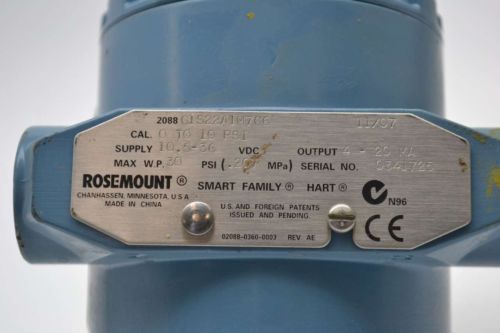 2088 11/07
CAL. 0 TO 10 PSI
SUPPLY 10.5-36 VDC OUTPUT 4 - 20 MA
MAX W.P. 30 PSI (.207 MPa) SERIAL NO.
ROSEMOUNT® SMART FAMILY® HART®
CHANHASSEN, MINNESOTA, U.S.A
MADE IN CHINA
U.S. AND FOREIGN PATENTS
ISSUED AND PENDING
N96
CE
02088-0360-0003 REV AE